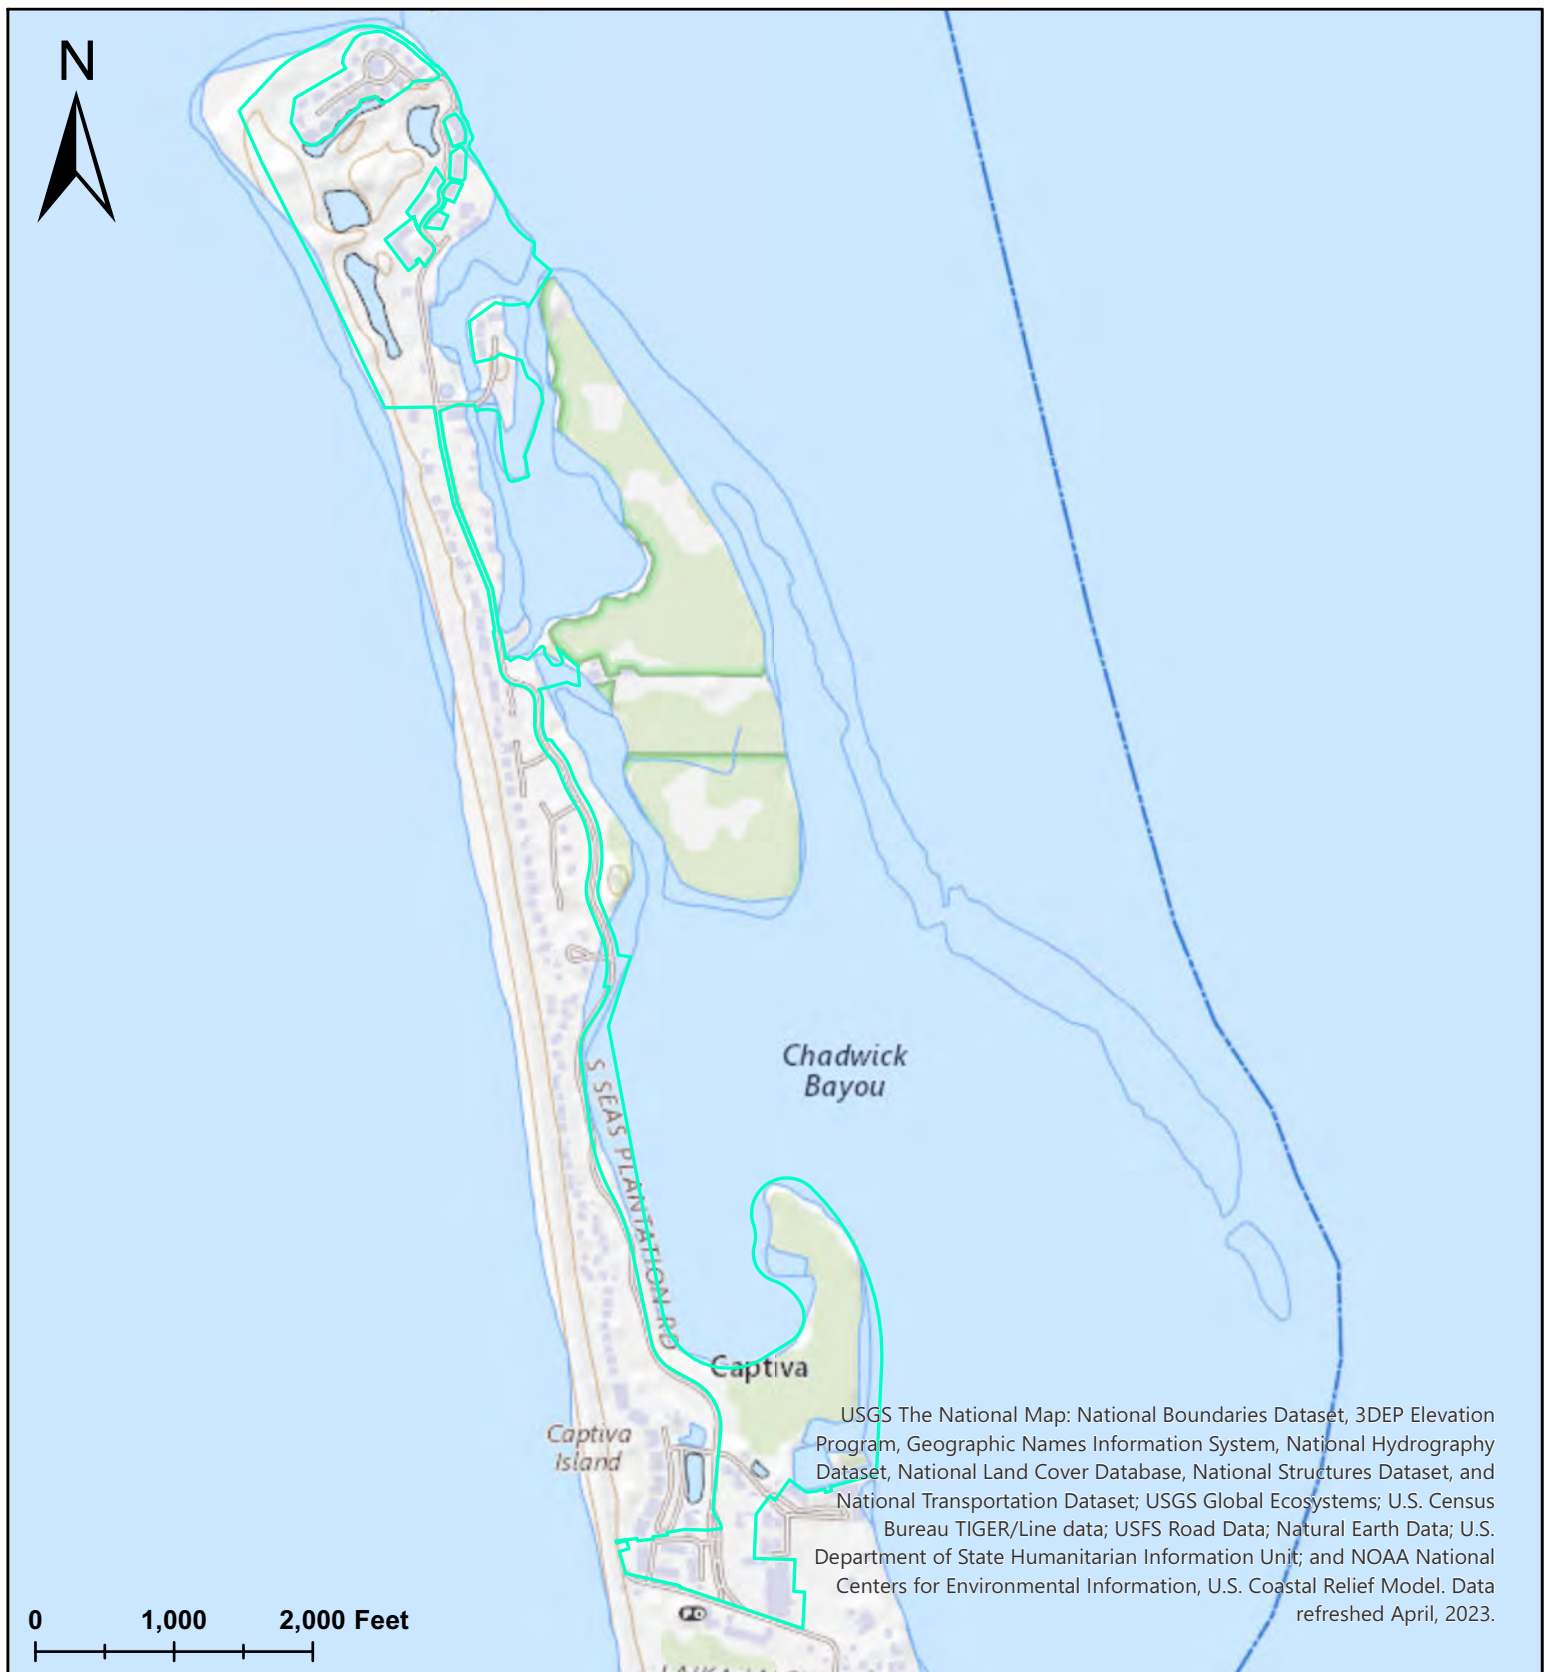 N
Chadwick
Bayou
S SEAS PLANTATION RD
Captiva
Captiva
Island
USGS The National Map: National Boundaries Dataset, 3DEP Elevation
Program, Geographic Names Information System, National Hydrography
Dataset, National Land Cover Database, National Structures Dataset, and
National Transportation Dataset; USGS Global Ecosystems; U.S. Census
Bureau TIGER/Line data; USFS Road Data; Natural Earth Data; U.S.
Department of State Humanitarian Information Unit; and NOAA National
Centers for Environmental Information, U.S. Coastal Relief Model. Data
refreshed April, 2023.
PO
0 1,000 2,000 Feet